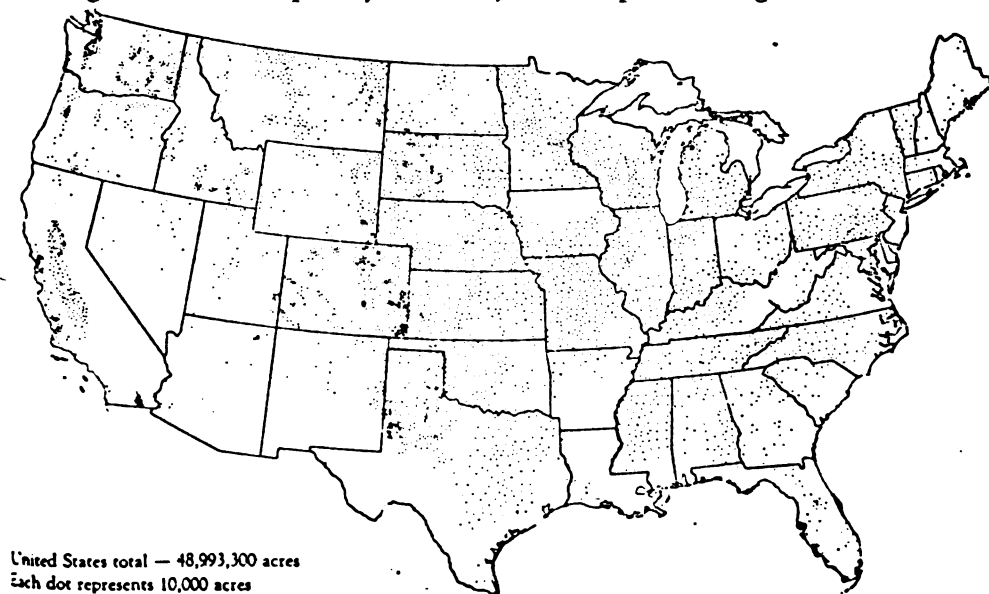 United States total — 48,993,300 acres
Each dot represents 10,000 acres